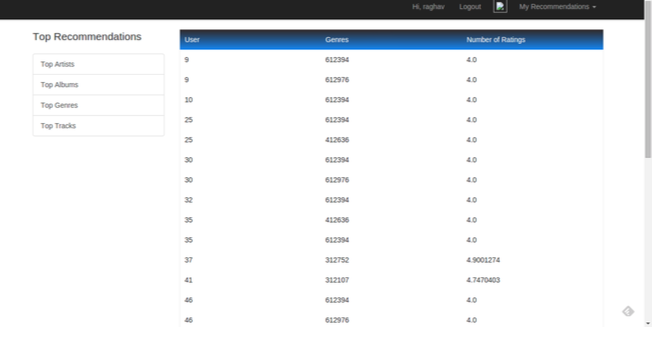 Hi, raghav Logout My Recommendations
Top Recommendations
Top Artists
Top Albums
Top Genres
Top Tracks
User Genres Number of Ratings
9 612394 4.0
9 612976 4.0
10 612394 4.0
25 612394 4.0
25 412636 4.0
30 612394 4.0
30 612976 4.0
32 612394 4.0
35 412636 4.0
35 612394 4.0
37 312752 4.9001274
41 312107 4.7470403
46 612394 4.0
46 612976 4.0